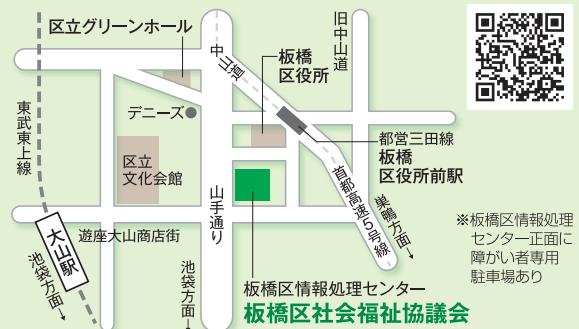 区立グリーンホール
中山道
旧中山道
板橋
区役所
東武東上線
デニーズ
都営三田線
板橋
区役所前駅
区立
文化会館
山手通り
首都高速5号線
巣鴨方面→
※板橋区情報処理
センター正面に
障がい者専用
駐車場あり
大山駅
遊座大山商店街
池袋方面→
池袋方面→
板橋区情報処理センター
板橋区社会福祉協議会